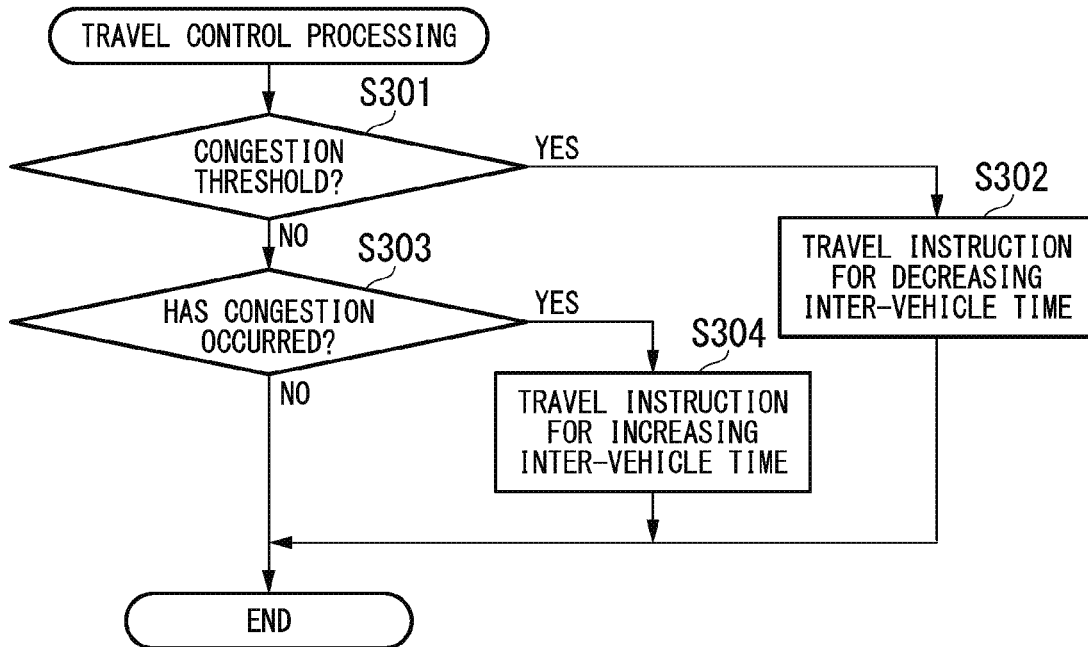 TRAVEL CONTROL PROCESSING
S301
CONGESTION
THRESHOLD?
YES
NO
S302
TRAVEL INSTRUCTION
FOR DECREASING
INTER-VEHICLE TIME
S303
HAS CONGESTION
OCCURRED?
YES
NO
S304
TRAVEL INSTRUCTION
FOR INCREASING
INTER-VEHICLE TIME
END